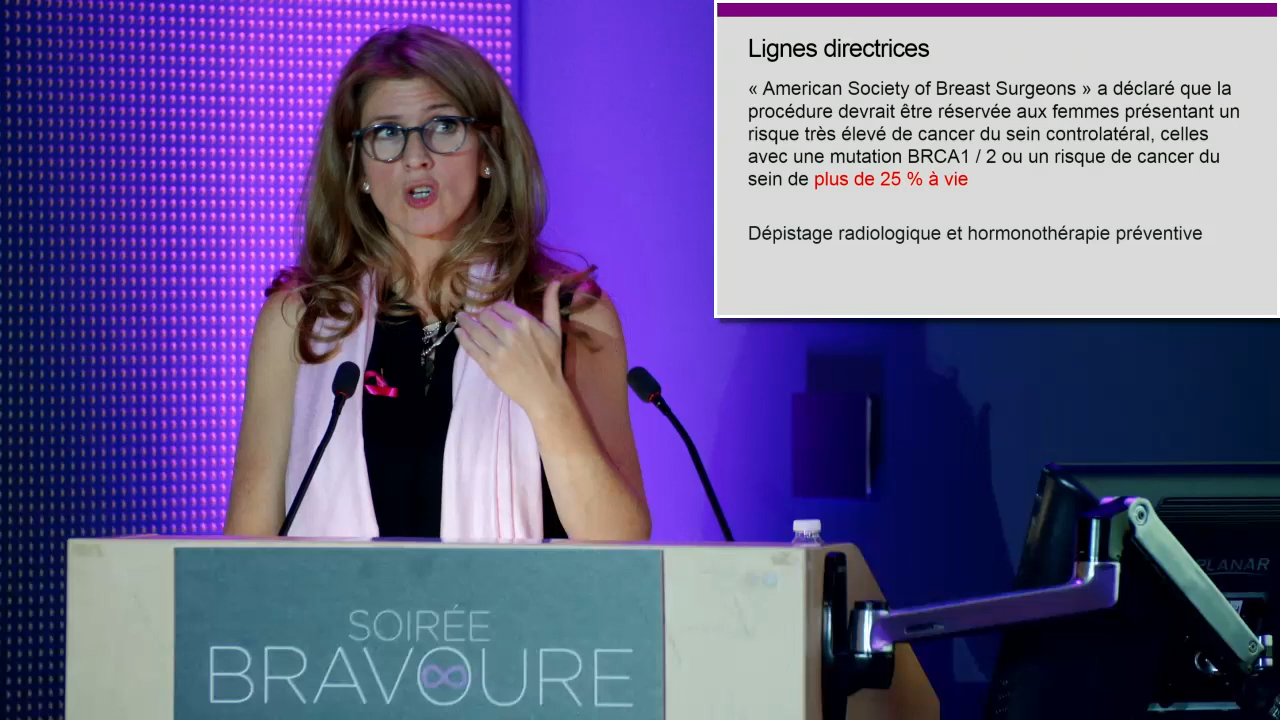 Lignes directrices
« American Society of Breast Surgeons » a déclaré que la
procédure devrait être réservée aux femmes présentant un
risque très élevé de cancer du sein controlatéral, celles
avec une mutation BRCA1 / 2 ou un risque de cancer du
sein de plus de 25 % à vie
Dépistage radiologique et hormonothérapie préventive
PLANAR
SOIRÉE
BRAVOURE